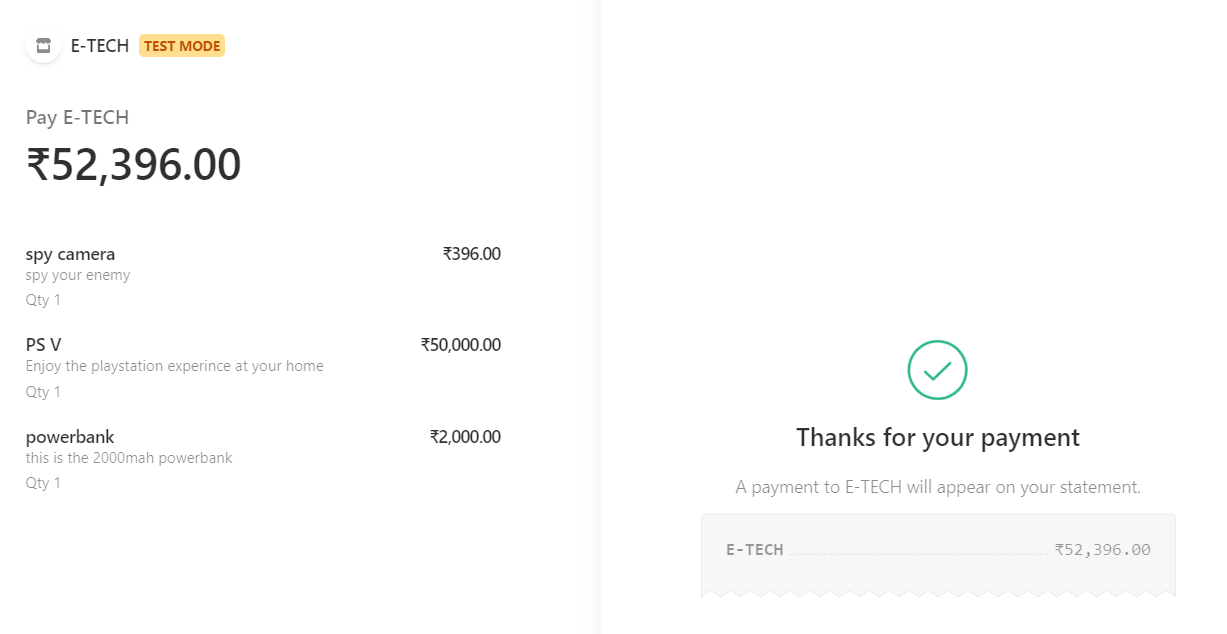 E-TECH TEST MODE
Pay E-TECH
₹52,396.00
spy camera ₹396.00
spy your enemy
Qty 1
PS V ₹50,000.00
Enjoy the playstation experince at your home
Qty 1
powerbank ₹2,000.00
this is the 2000mah powerbank
Qty 1
Thanks for your payment
A payment to E-TECH will appear on your statement.
E-TECH ₹52,396.00